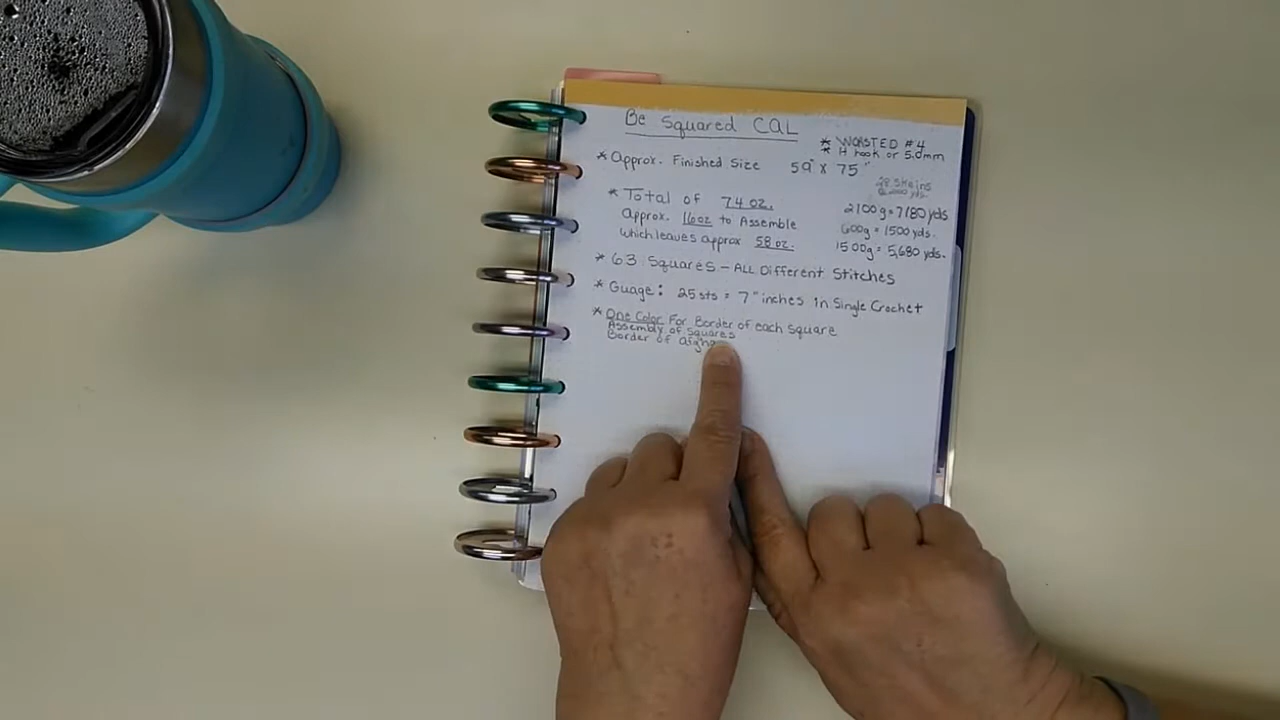 Be Squared CAL
* WORSTED #4
* H hook or 5.0mm
* Approx. Finished Size 59" x 75"
28 Skeins
* Total of 74 oz.
2100g = 7180 yds
Approx. 16oz to Assemble
600g = 1500 yds.
which leaves approx 58 oz.
1500g = 5,680 yds.
* 63 Squares - ALL Different Stitches
* Guage: 25 sts = 7" inches in Single Crochet
* One Color For Border of each Square
Assembly of Squares
Border of